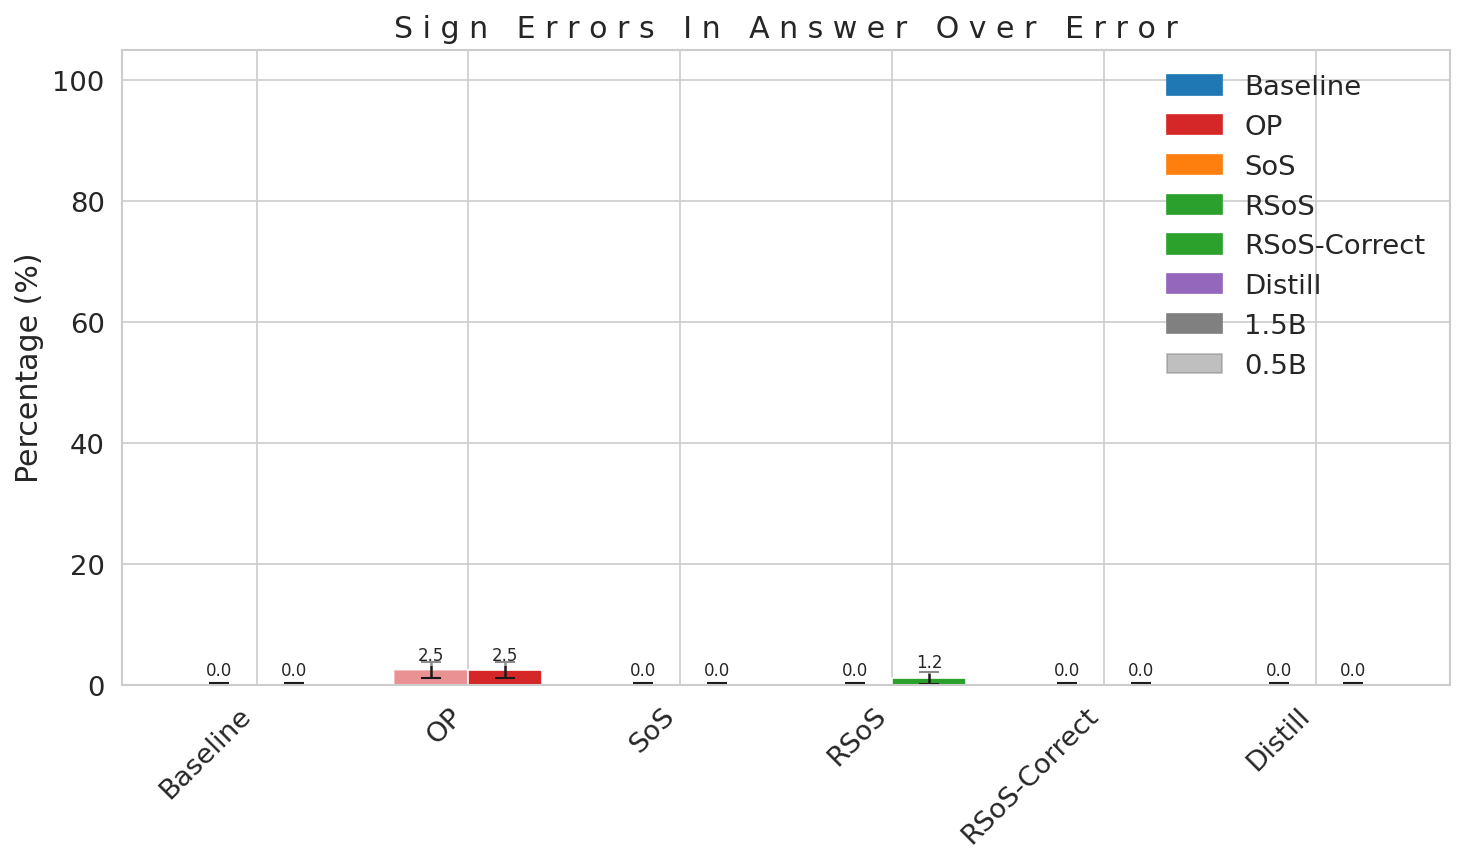 Sign Errors In Answer Over Error
Percentage (%)
100
80
60
40
20
0
Baseline
OP
SoS
RSoS
RSoS-Correct
Distill
1.5B
0.5B
0.0
0.0
2.5
2.5
0.0
0.0
0.0
1.2
0.0
0.0
0.0
0.0
Baseline
OP
SoS
RSoS
RSoS-Correct
Distill